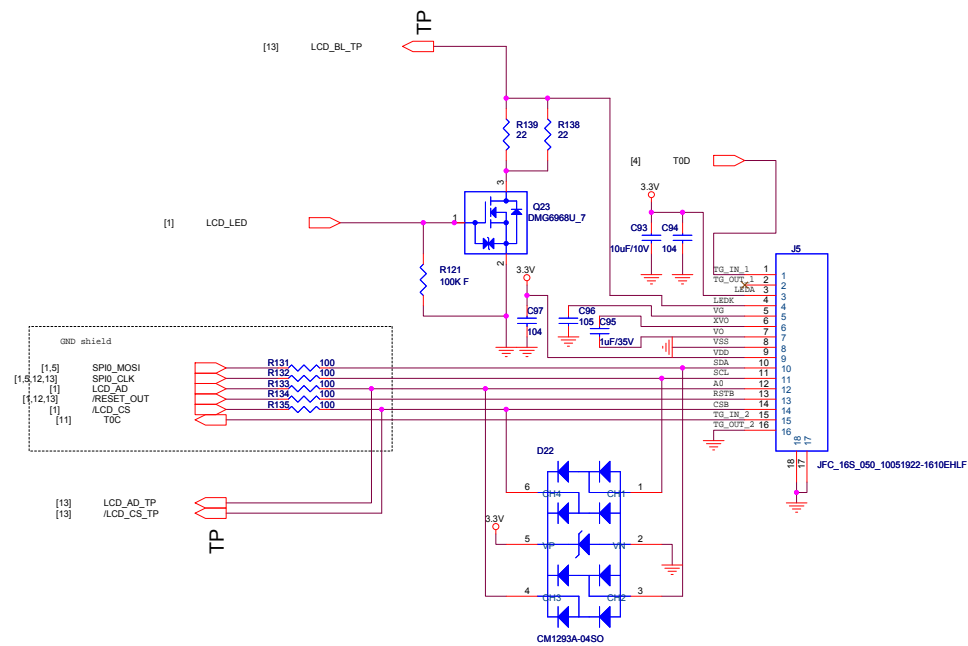 TP
[13] LCD_BL_TP
R139
22
R138
22
[4] T0D
3
3.3V
Q23
DMG6968U_7
[1] LCD_LED
1
C93
10uF/10V
C94
104
2
J5
R121
100K F
3.3V
C97
104
C96
105
C95
1uF/35V
TG_IN_1 1 1
TG_OUT_1 2 2
LEDA 3 3
LEDK 4 4
VG 5 5
XVO 6 6
VO 7 7
VSS 8 8
VDD 9 9
SDA 10 10
SCL 11 11
A0 12 12
RSTB 13 13
CSB 14 14
TG_IN_2 15 15
TG_OUT_2 16 16
18 17
18 17
JFC_16S_050_10051922-1610EHLF
GND shield
[1,5] SPI0_MOSI R131 100
[1,5,12,13] SPI0_CLK R132 100
[1] LCD_AD R133 100
[1,12,13] /RESET_OUT R134 100
[1] /LCD_CS R135 100
[11] T0C
D22
6 CH4 CH1 1
3.3V
5 VP VN 2
4 CH3 CH2 3
CM1293A-04SO
[13] LCD_AD_TP
[13] /LCD_CS_TP
TP